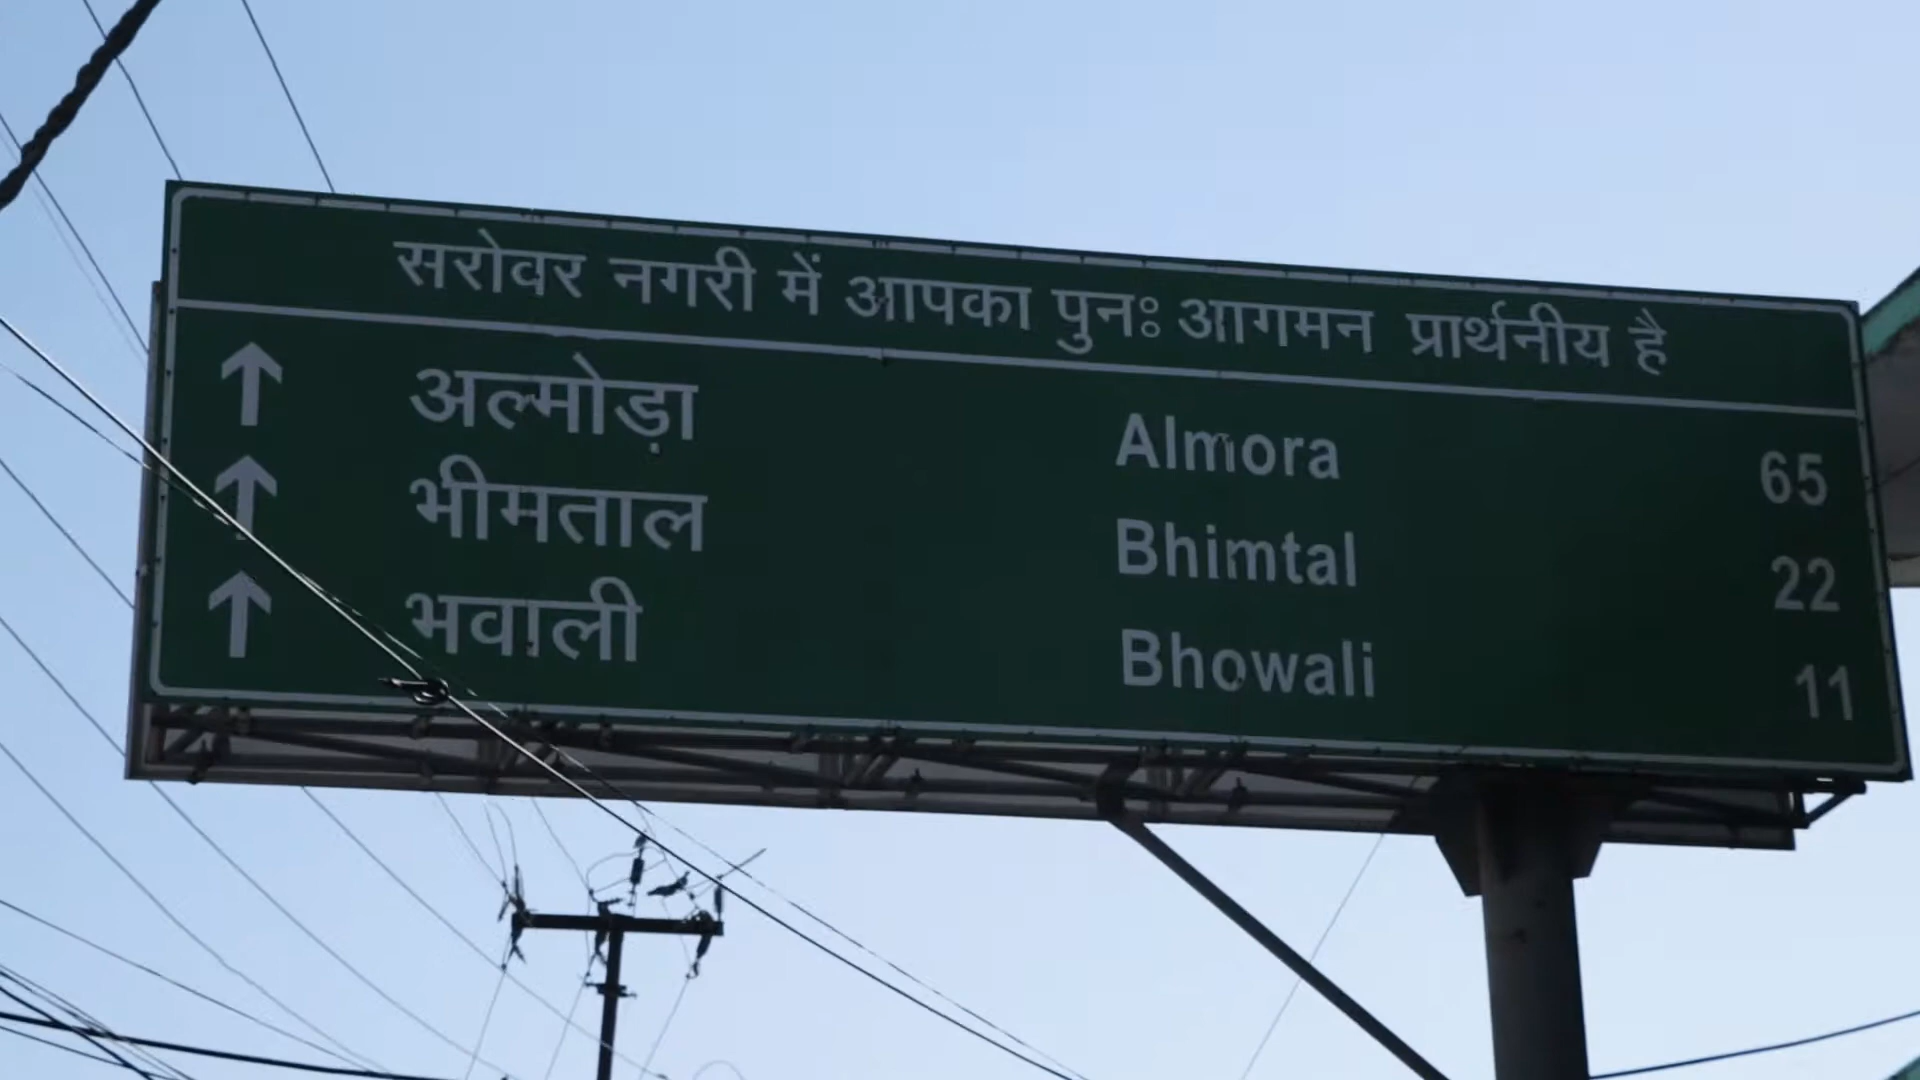 सरोवर नगरी में आपका पुनः आगमन प्रार्थनीय है
↑ अल्मोड़ा Almora 65
↑ भीमताल Bhimtal 22
↑ भवाली Bhowali 11